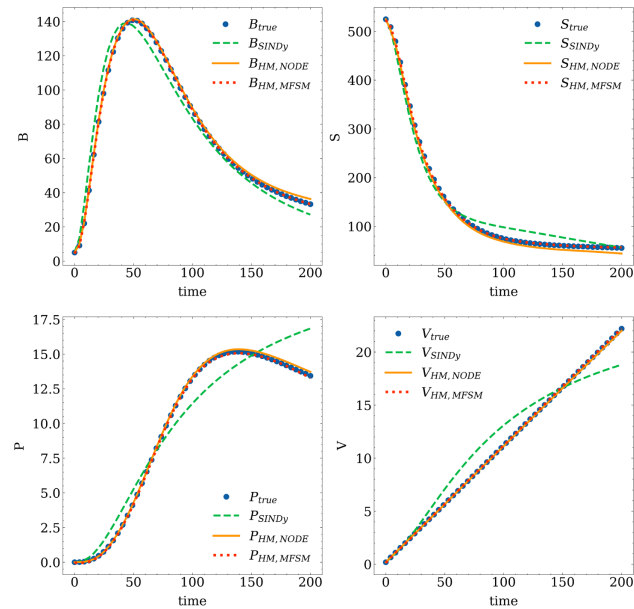 140
120
100
80
60
40
20
0
B
0 50 100 150 200
time
B_true
B_SINDy
B_HM, NODE
B_HM, MFSM
500
400
300
200
100
S
0 50 100 150 200
time
S_true
S_SINDy
S_HM, NODE
S_HM, MFSM
17.5
15.0
12.5
10.0
7.5
5.0
2.5
0.0
P
0 50 100 150 200
time
P_true
P_SINDy
P_HM, NODE
P_HM, MFSM
20
15
10
5
0
V
0 50 100 150 200
time
V_true
V_SINDy
V_HM, NODE
V_HM, MFSM